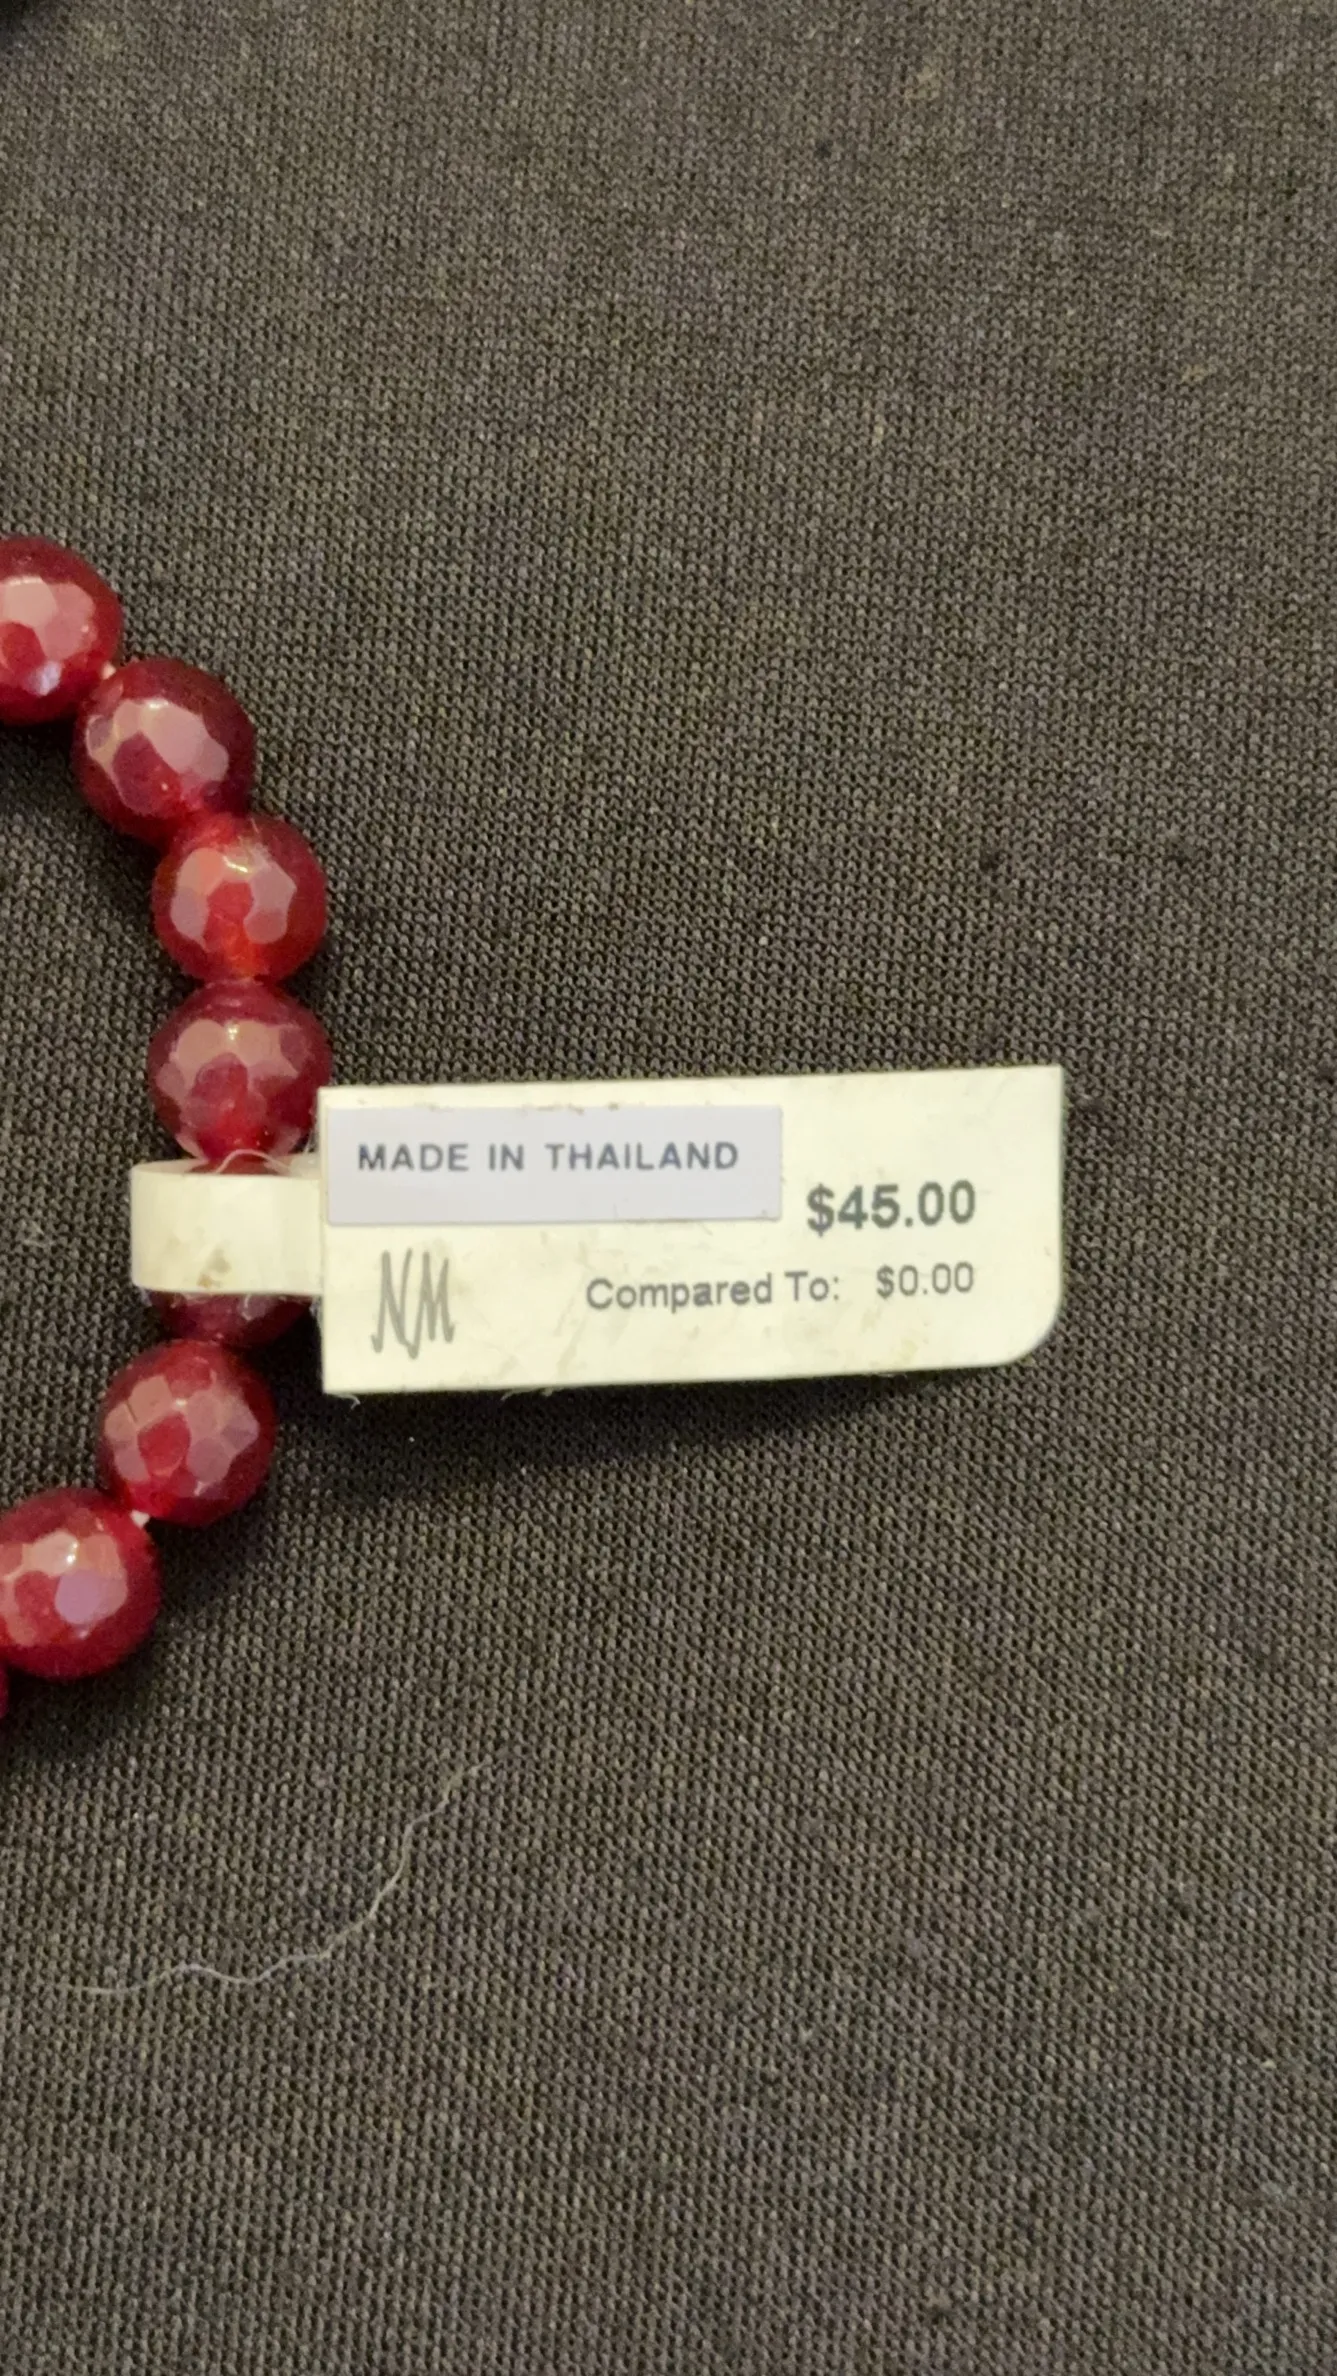 MADE IN THAILAND
$45.00
NM
Compared To: $0.00